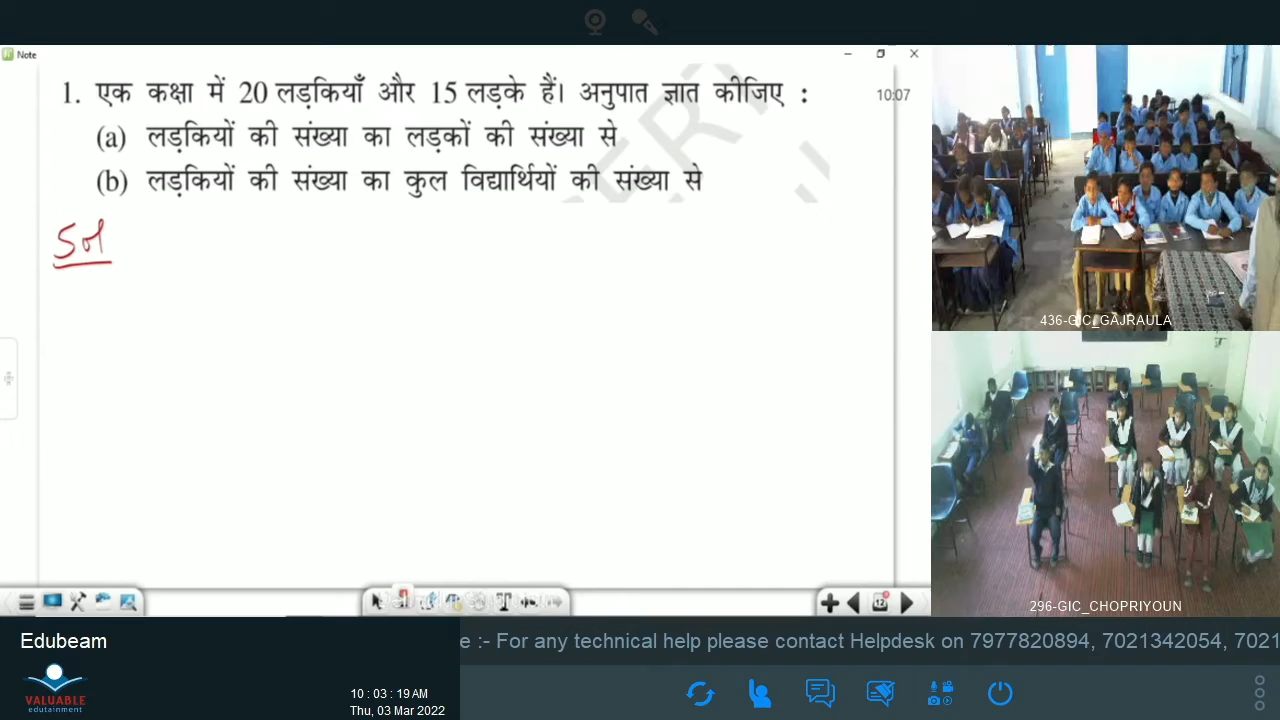 Note
1. एक कक्षा में 20 लड़कियाँ और 15 लड़के हैं। अनुपात ज्ञात कीजिए :
10:07
(a) लड़कियों की संख्या का लड़कों की संख्या से
(b) लड़कियों की संख्या का कुल विद्यार्थियों की संख्या से
Sol
436-GIC_GAJRAULA
296-GIC_CHOPRIYOUN
Edubeam
e :- For any technical help please contact Helpdesk on 7977820894, 7021342054, 7021
VALUABLE
edutainment
10 : 03 : 19 AM
Thu, 03 Mar 2022